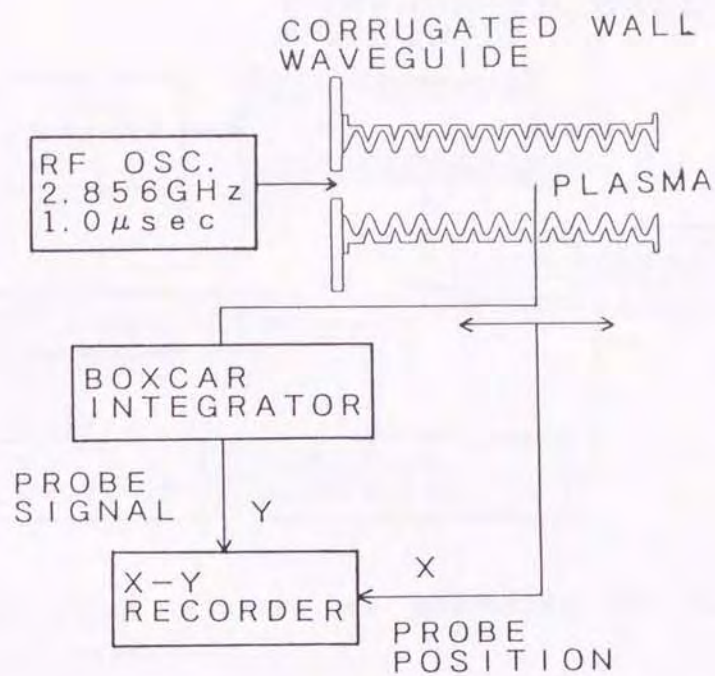 CORRUGATED WALL
WAVEGUIDE
RF OSC.
2.856GHz
1.0μsec
PLASMA
BOXCAR
INTEGRATOR
PROBE
SIGNAL
Y
X
X-Y
RECORDER
PROBE
POSITION